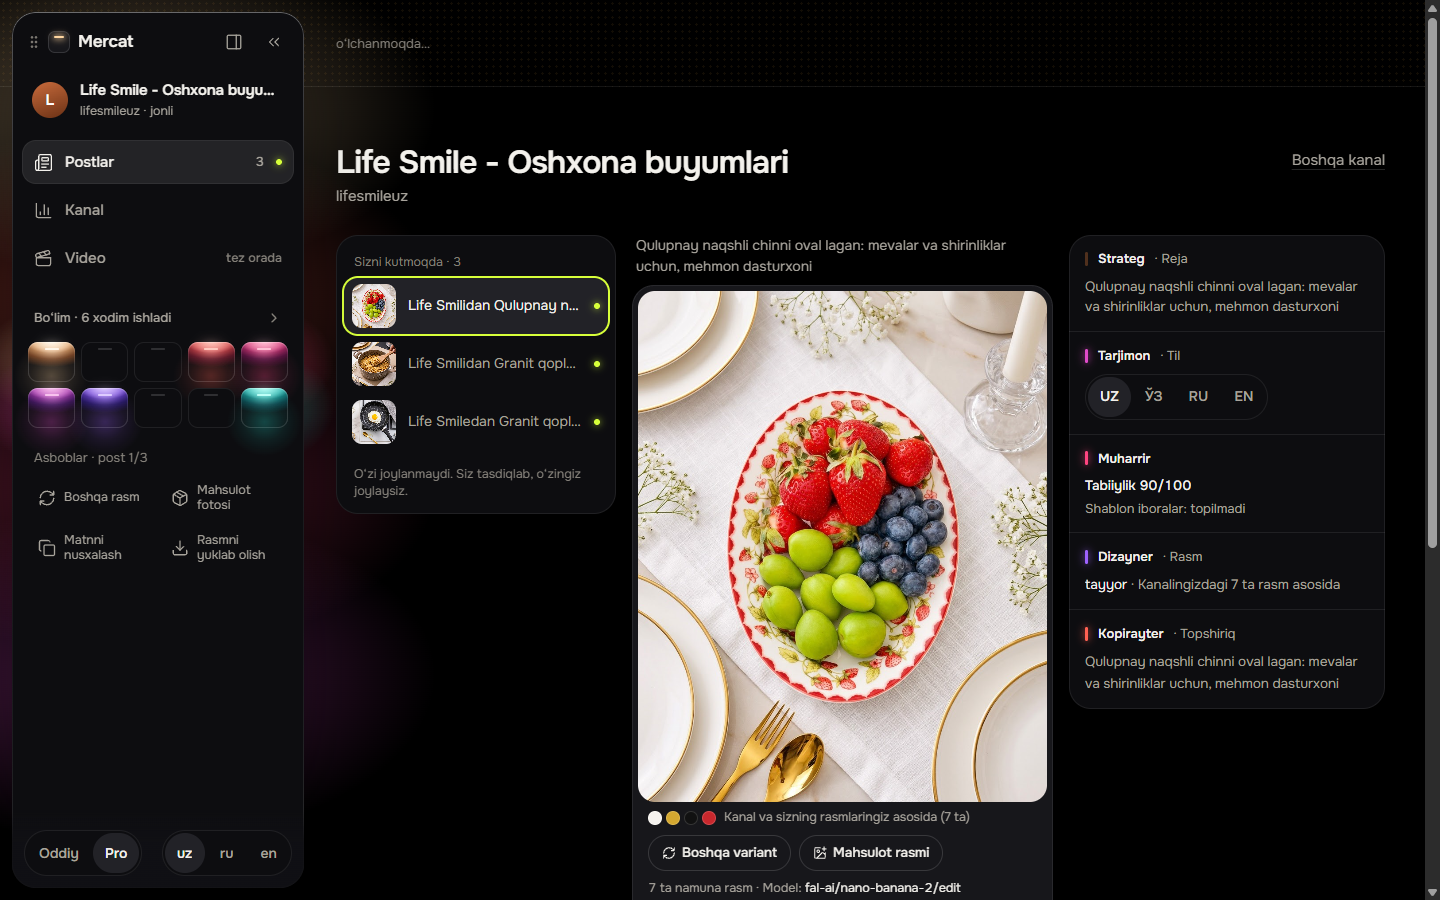 Mercat
L
Life Smile - Oshxona buyu...
lifesmileuz · jonli
Postlar 3
Kanal
Video tez orada
Boʻlim · 6 xodim ishladi
Asboblar · post 1/3
Boshqa rasm
Mahsulot
fotosi
Matnni
nusxalash
Rasmni
yuklab olish
Oddiy Pro uz ru en
oʻlchanmoqda...
Life Smile - Oshxona buyumlari
lifesmileuz
Boshqa kanal
Sizni kutmoqda · 3
Life Smilidan Qulupnay n...
Life Smilidan Granit qopl...
Life Smiledan Granit qopl...
Oʻzi joylanmaydi. Siz tasdiqlab, oʻzingiz
joylaysiz.
Qulupnay naqshli chinni oval lagan: mevalar va shirinliklar
uchun, mehmon dasturxoni
Kanal va sizning rasmlaringiz asosida (7 ta)
Boshqa variant Mahsulot rasmi
7 ta namuna rasm · Model: fal-ai/nano-banana-2/edit
Strateg · Reja
Qulupnay naqshli chinni oval lagan: mevalar
va shirinliklar uchun, mehmon dasturxoni
Tarjimon · Til
UZ ЎЗ RU EN
Muharrir
Tabiiylik 90/100
Shablon iboralar: topilmadi
Dizayner · Rasm
tayyor · Kanalingizdagi 7 ta rasm asosida
Kopirayter · Topshiriq
Qulupnay naqshli chinni oval lagan: mevalar
va shirinliklar uchun, mehmon dasturxoni